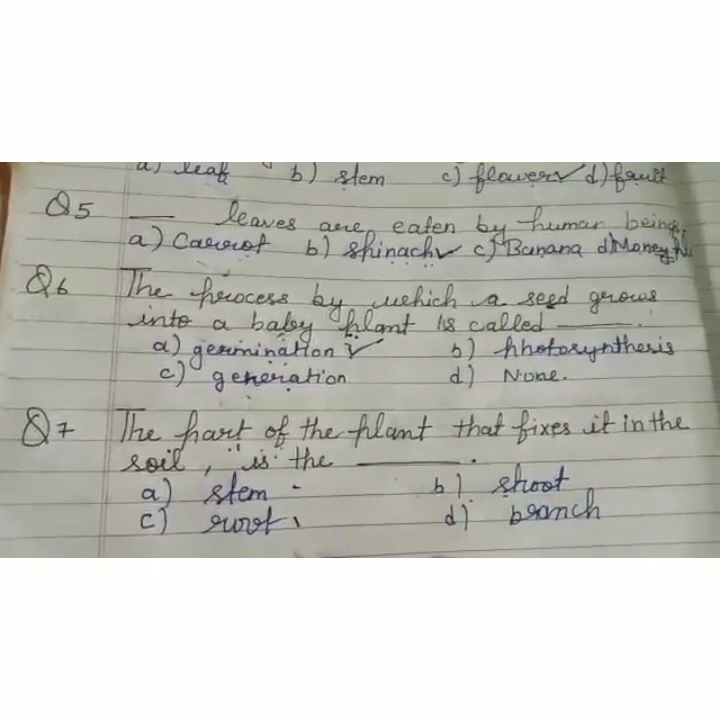 a) leaf b) stem c) flower✓ d) fruit
Q5 ___ leaves are eaten by human beings.
a) Carrot b) spinach✓ c) Banana d) Money
Q6 The process by which a seed grows
into a baby plant is called ___.
a) germination ✓ b) photosynthesis
c) generation d) None.
Q7 The part of the plant that fixes it in the
soil, is the ___.
a) stem b) shoot
c) root d) branch